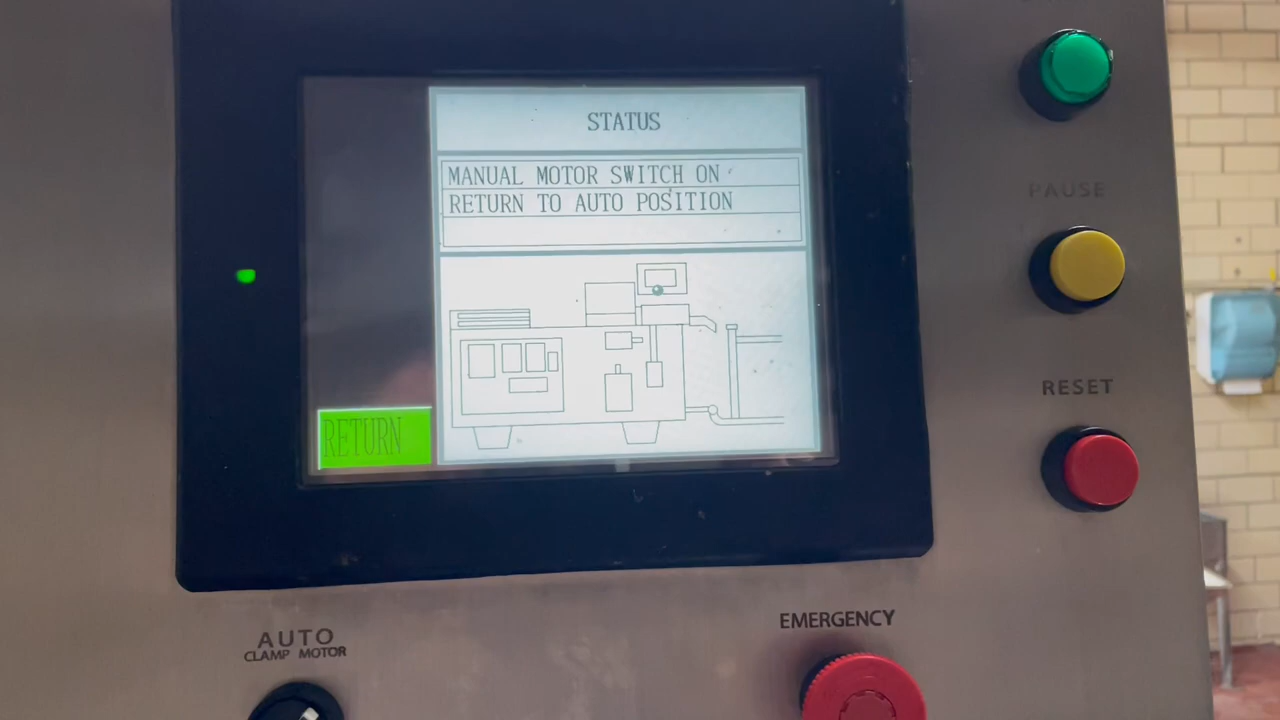 STATUS
MANUAL MOTOR SWITCH ON
RETURN TO AUTO POSITION
RETURN
PAUSE
RESET
AUTO
CLAMP MOTOR
EMERGENCY